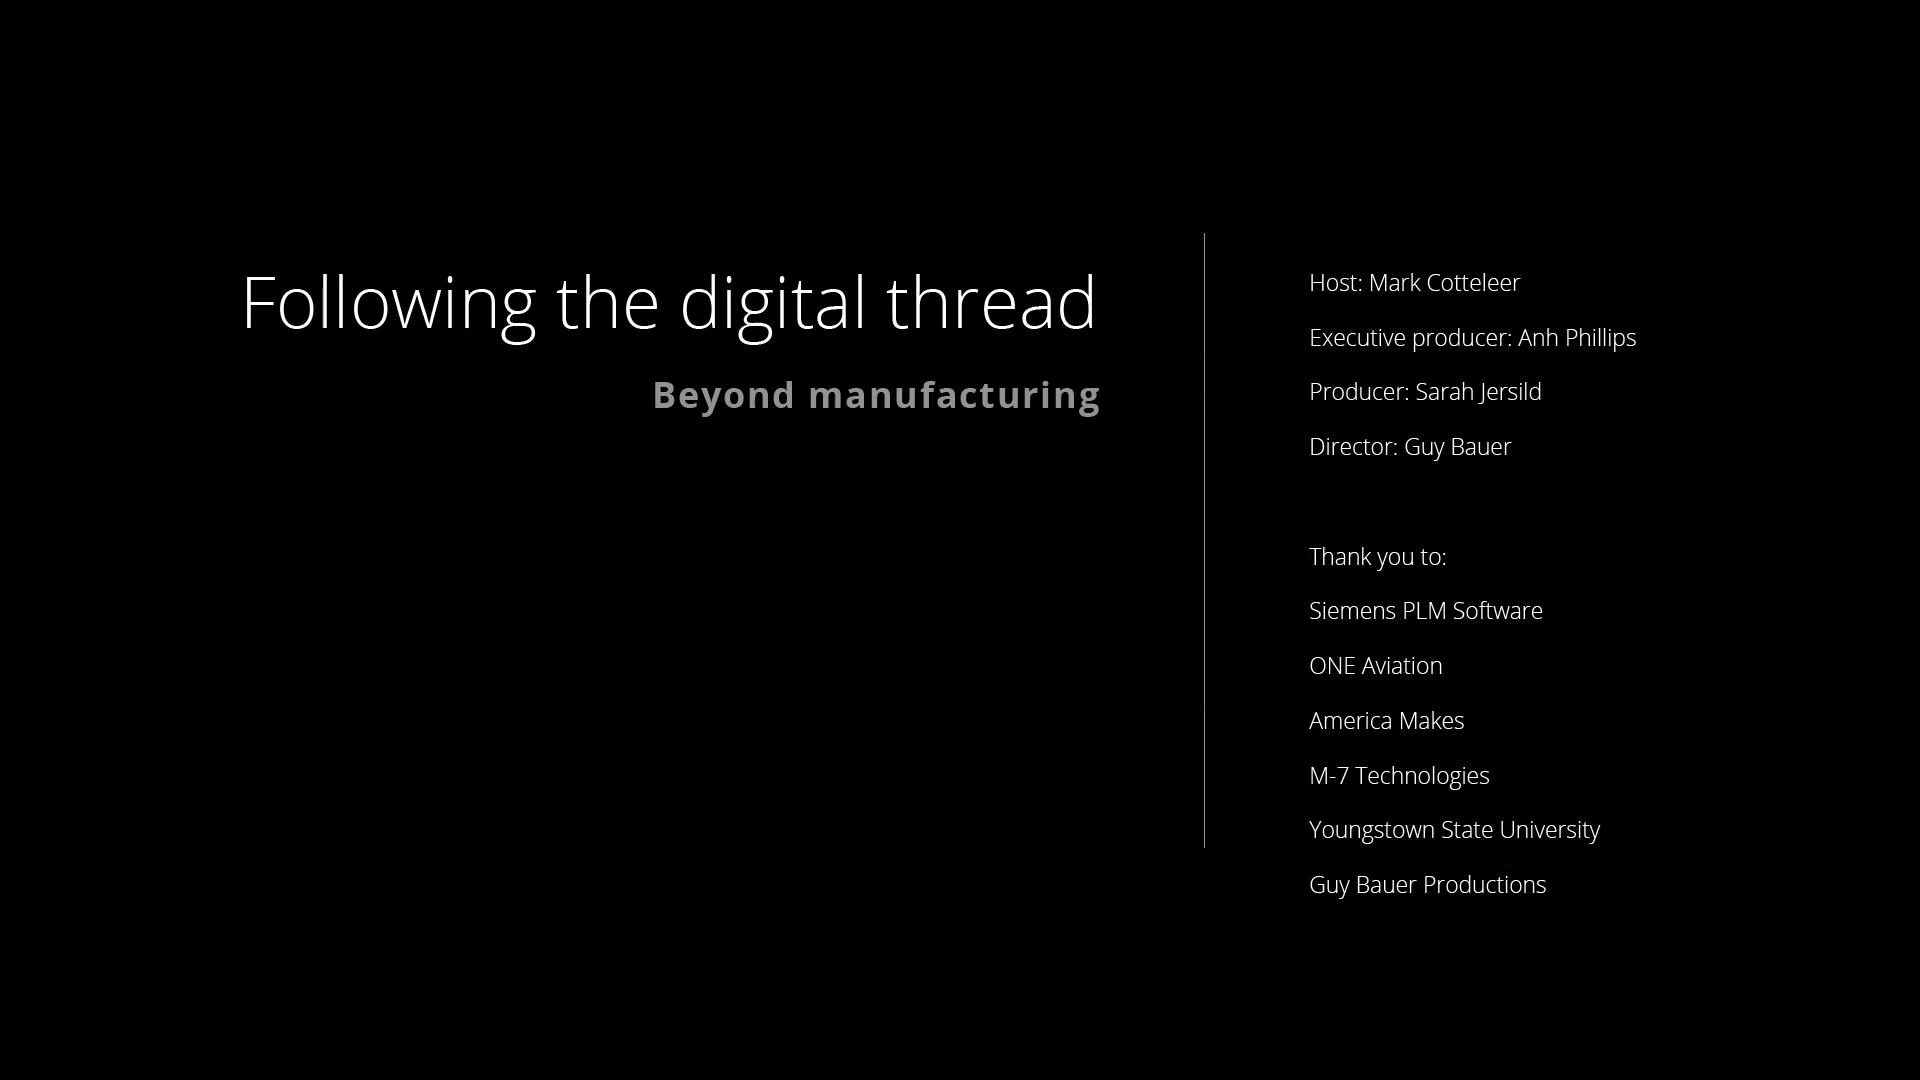 Following the digital thread
Beyond manufacturing
Host: Mark Cotteleer
Executive producer: Anh Phillips
Producer: Sarah Jersild
Director: Guy Bauer
Thank you to:
Siemens PLM Software
ONE Aviation
America Makes
M-7 Technologies
Youngstown State University
Guy Bauer Productions